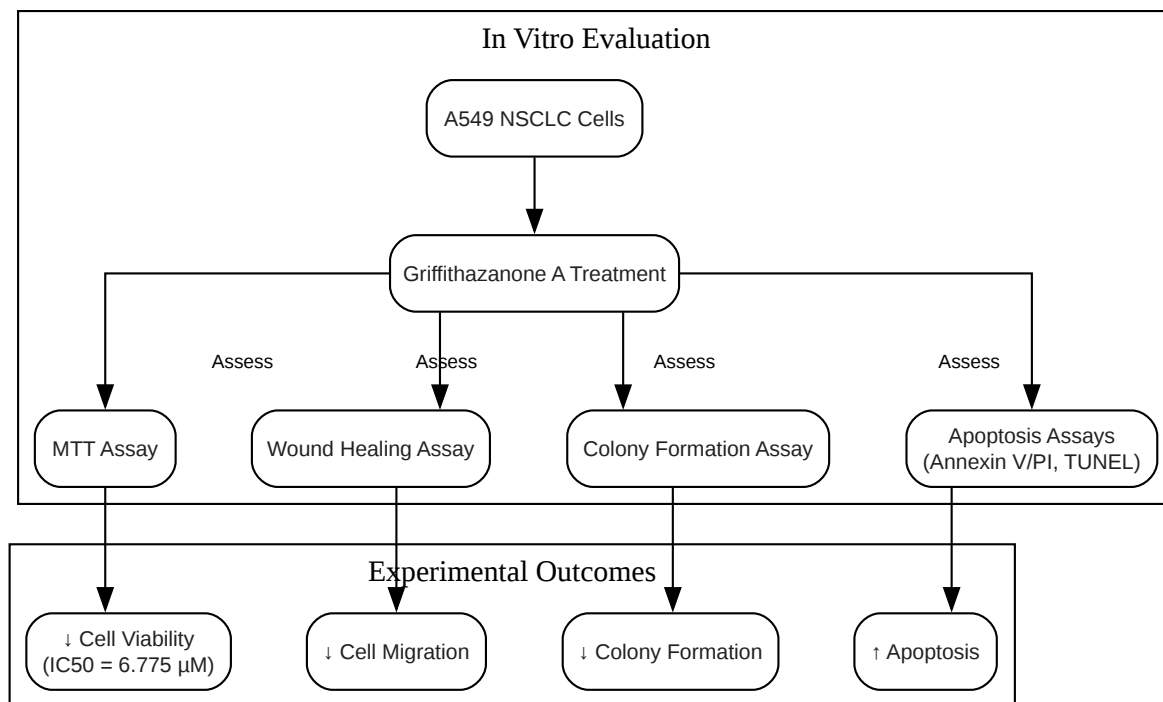 In Vitro Evaluation
A549 NSCLC Cells
Griffithazanone A Treatment
Assess
Assess
Assess
Assess
MTT Assay
Wound Healing Assay
Colony Formation Assay
Apoptosis Assays
(Annexin V/PI, TUNEL)
Experimental Outcomes
↓ Cell Viability
(IC50 = 6.775 µM)
↓ Cell Migration
↓ Colony Formation
↑ Apoptosis